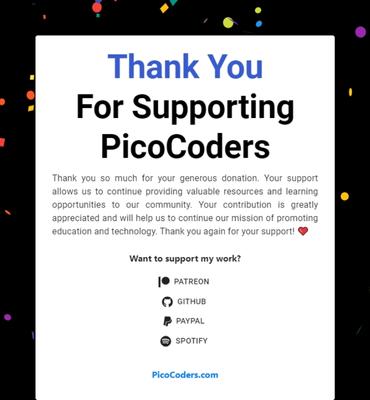 Thank You
For Supporting
PicoCoders
Thank you so much for your generous donation. Your support
allows us to continue providing valuable resources and learning
opportunities to our community. Your contribution is greatly
appreciated and will help us to continue our mission of promoting
education and technology. Thank you again for your support! ❤️
Want to support my work?
PATREON
GITHUB
PAYPAL
SPOTIFY
PicoCoders.com